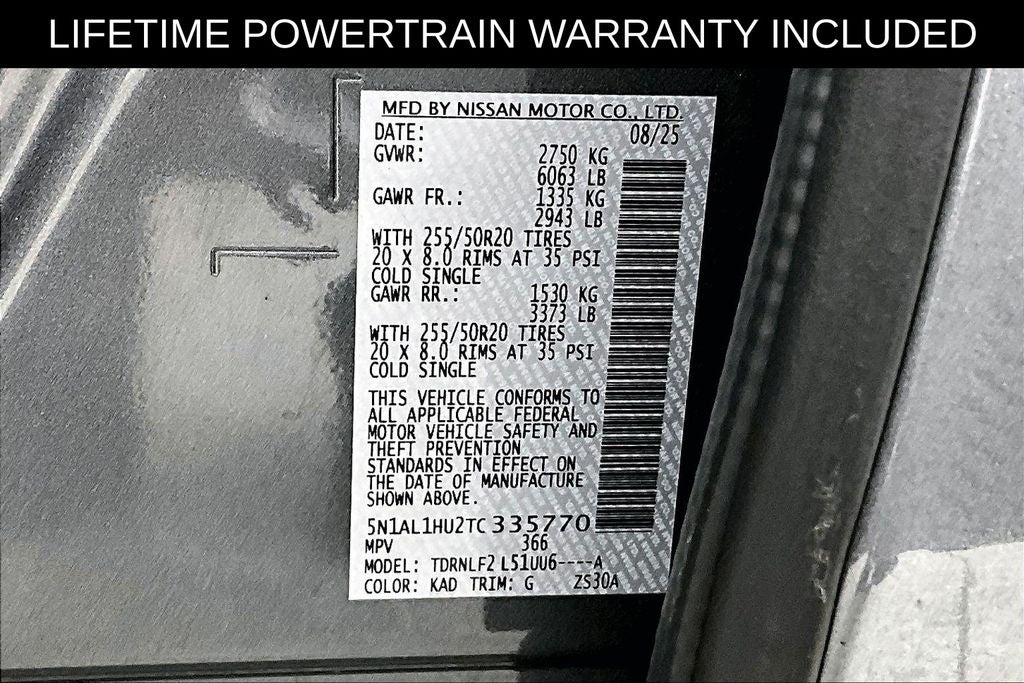 LIFETIME POWERTRAIN WARRANTY INCLUDED
MFD BY NISSAN MOTOR CO., LTD.
DATE: 08/25
GVWR: 2750 KG
6063 LB
GAWR FR.: 1335 KG
2943 LB
WITH 255/50R20 TIRES
20 X 8.0 RIMS AT 35 PSI
COLD SINGLE
GAWR RR.: 1530 KG
3373 LB
WITH 255/50R20 TIRES
20 X 8.0 RIMS AT 35 PSI
COLD SINGLE
THIS VEHICLE CONFORMS TO
ALL APPLICABLE FEDERAL
MOTOR VEHICLE SAFETY AND
THEFT PREVENTION
STANDARDS IN EFFECT ON
THE DATE OF MANUFACTURE
SHOWN ABOVE.
5N1AL1HU2TC335770
MPV 366
MODEL: TDRNLF2 L51UU6----A
COLOR: KAD TRIM: G ZS30A